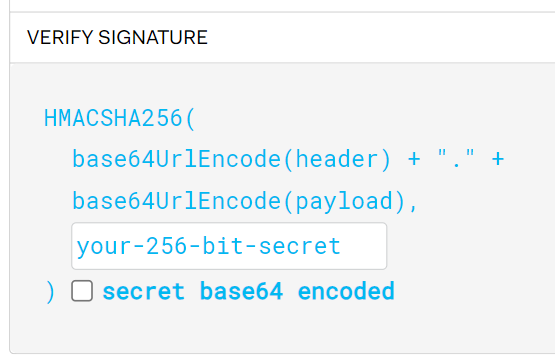 VERIFY SIGNATURE
HMACSHA256(
base64UrlEncode(header) + "." +
base64UrlEncode(payload),
your-256-bit-secret
) secret base64 encoded